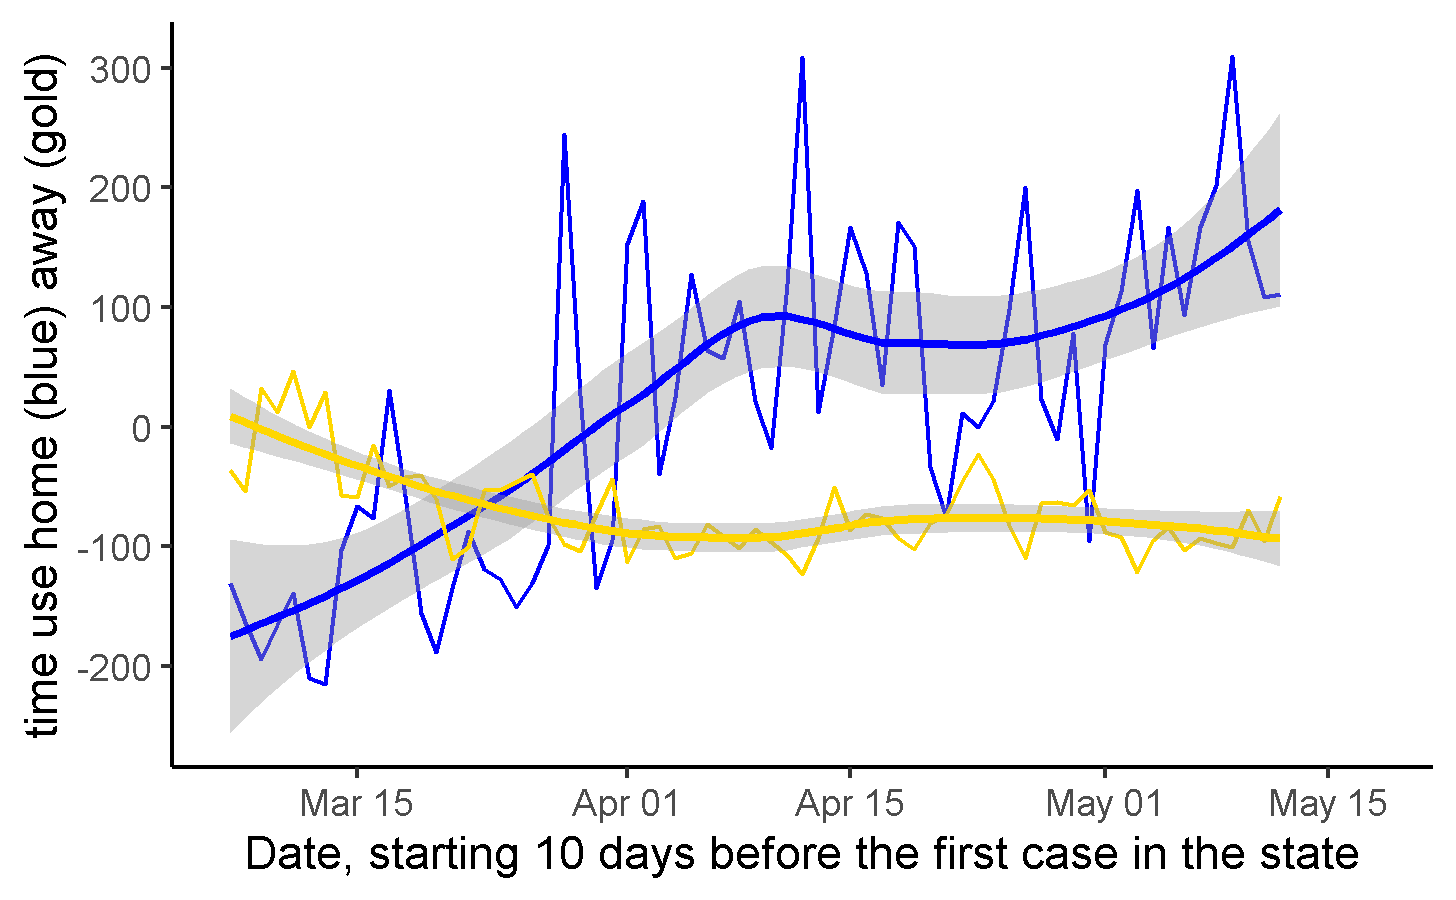 time use home (blue) away (gold)
300
200
100
0
-100
-200
Mar 15
Apr 01
Apr 15
May 01
May 15
Date, starting 10 days before the first case in the state